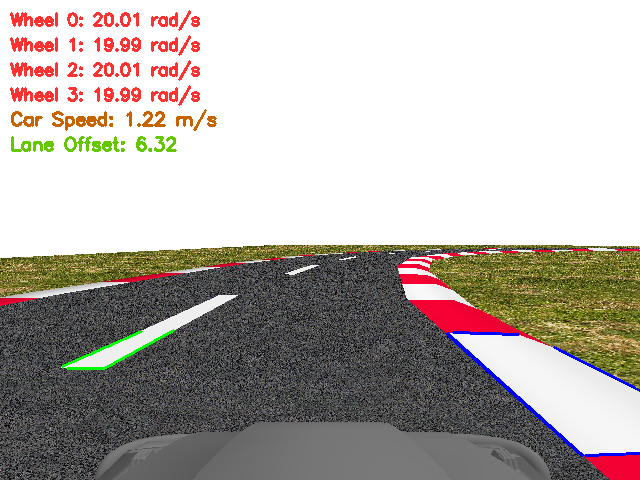 Wheel 0: 20.01 rad/s
Wheel 1: 19.99 rad/s
Wheel 2: 20.01 rad/s
Wheel 3: 19.99 rad/s
Car Speed: 1.22 m/s
Lane Offset: 6.32